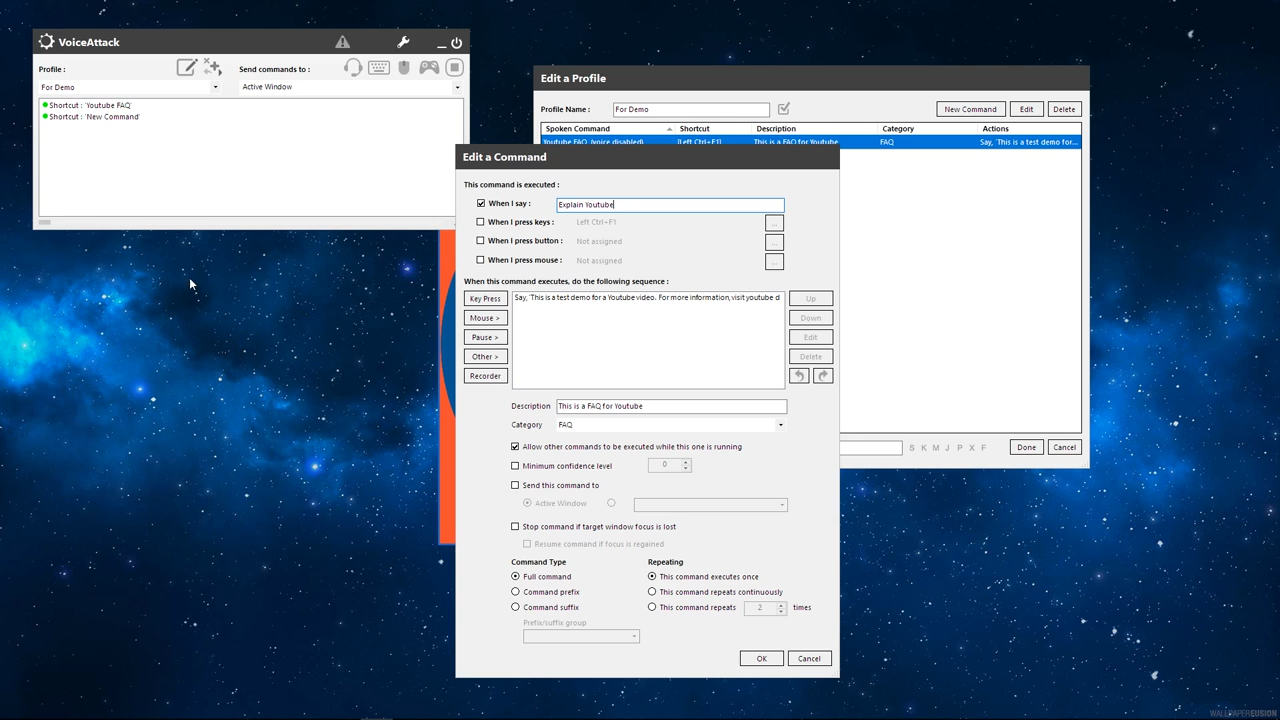 VoiceAttack
Profile :
Send commands to :
For Demo
Active Window
Shortcut : 'Youtube FAQ'
Shortcut : 'New Command'
Edit a Profile
Profile Name :
For Demo
New Command
Edit
Delete
Spoken Command
Shortcut
Description
Category
Actions
Youtube FAQ (voice disabled)
[Left Ctrl+F1]
This is a FAQ for Youtube
FAQ
Say, 'This is a test demo for...
S K M J P X F
Done
Cancel
Edit a Command
This command is executed :
When I say :
Explain Youtube
When I press keys :
Left Ctrl+F1
...
When I press button :
Not assigned
...
When I press mouse :
Not assigned
...
When this command executes, do the following sequence :
Key Press
Mouse >
Pause >
Other >
Recorder
Say, 'This is a test demo for a Youtube video. For more information, visit youtube d
Up
Down
Edit
Delete
Description
This is a FAQ for Youtube
Category
FAQ
Allow other commands to be executed while this one is running
Minimum confidence level
0
Send this command to
Active Window
Stop command if target window focus is lost
Resume command if focus is regained
Command Type
Full command
Command prefix
Command suffix
Prefix/suffix group
Repeating
This command executes once
This command repeats continuously
This command repeats
2
times
OK
Cancel
WALLPAPERFUSION